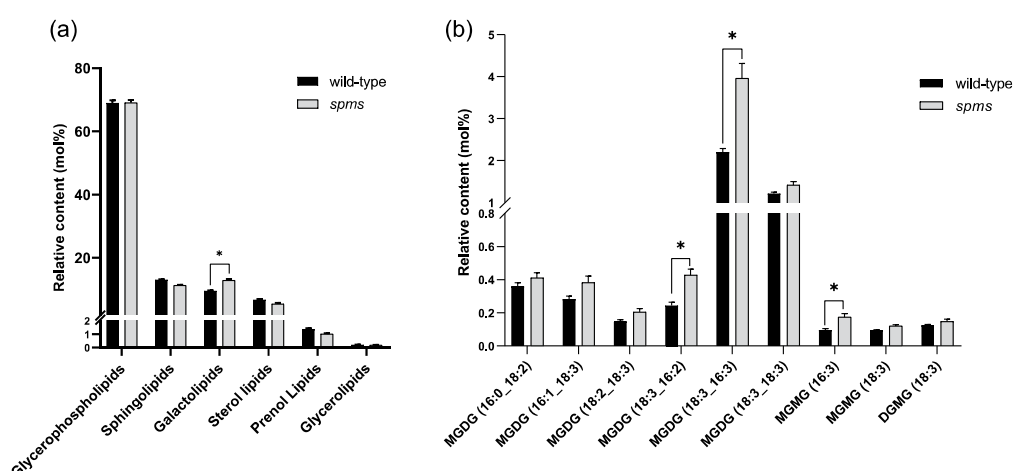 (a)
80
60
40
20
2
1
0
Relative content (mol%)
wild-type
spms
*
Glycerophospholipids
Sphingolipids
Galactolipids
Sterol lipids
Prenol Lipids
Glycerolipids
(b)
5
4
3
2
1
0.8
0.6
0.4
0.2
0.0
Relative content (mol%)
wild-type
spms
*
*
*
MGDG (16:0_18:2)
MGDG (16:1_18:3)
MGDG (18:2_18:3)
MGDG (18:3_16:2)
MGDG (18:3_16:3)
MGDG (18:3_18:3)
MGMG (16:3)
MGMG (18:3)
DGMG (18:3)